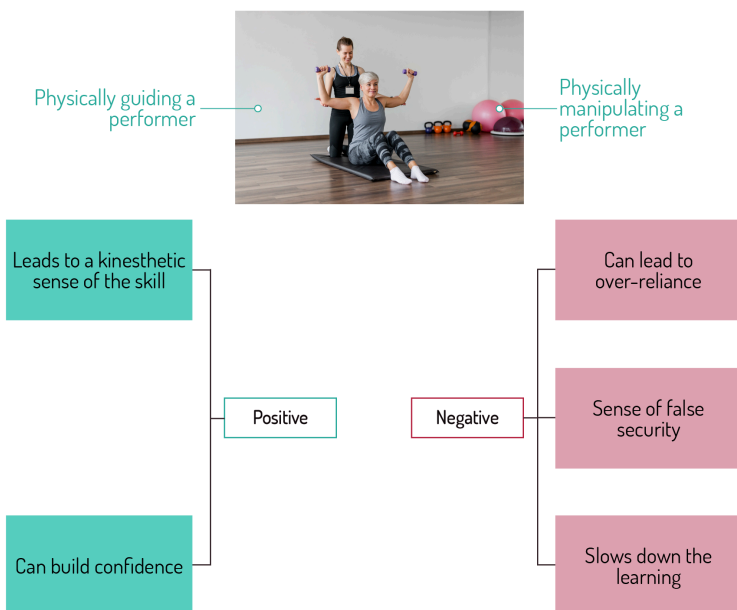 Physically guiding a
performer
Physically
manipulating a
performer
Leads to a kinesthetic
sense of the skill
Can build confidence
Positive
Negative
Can lead to
over-reliance
Sense of false
security
Slows down the
learning